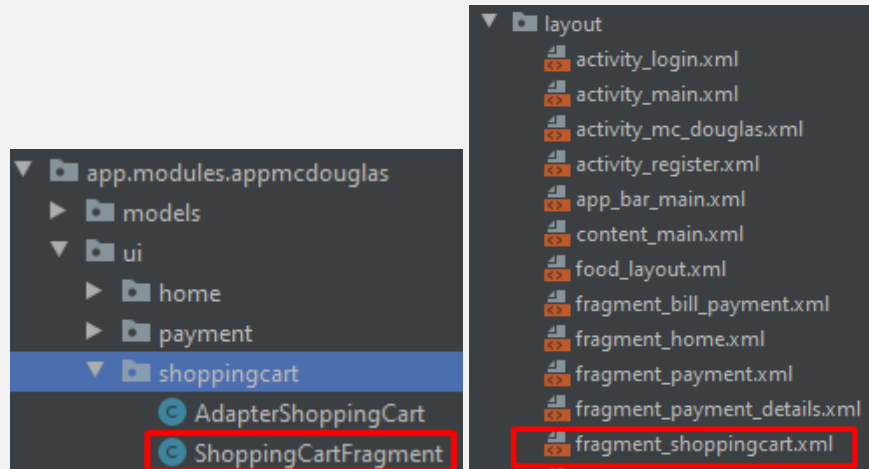 app.modules.appmcdouglas
models
ui
home
payment
shoppingcart
AdapterShoppingCart
ShoppingCartFragment
layout
activity_login.xml
activity_main.xml
activity_mc_douglas.xml
activity_register.xml
app_bar_main.xml
content_main.xml
food_layout.xml
fragment_bill_payment.xml
fragment_home.xml
fragment_payment.xml
fragment_payment_details.xml
fragment_shoppingcart.xml